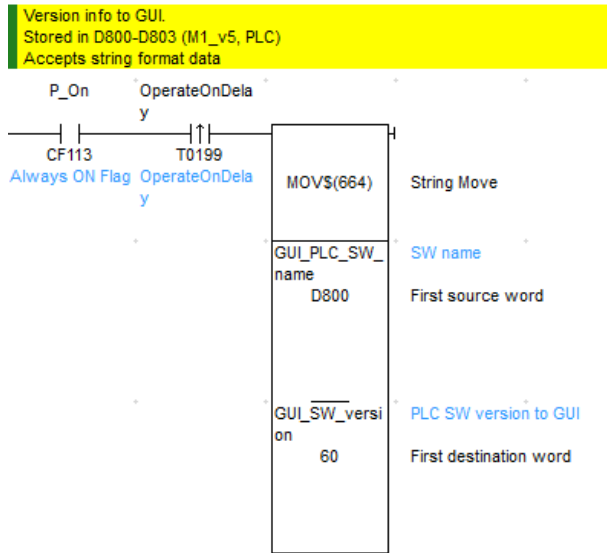 Version info to GUI.
Stored in D800-D803 (M1_v5, PLC)
Accepts string format data
P_On
OperateOnDela
y
CF113
T0199
Always ON Flag
OperateOnDela
y
MOV$(664)
String Move
GUI_PLC_SW_
name
SW name
D800
First source word
GUI_SW_versi
on
PLC SW version to GUI
60
First destination word